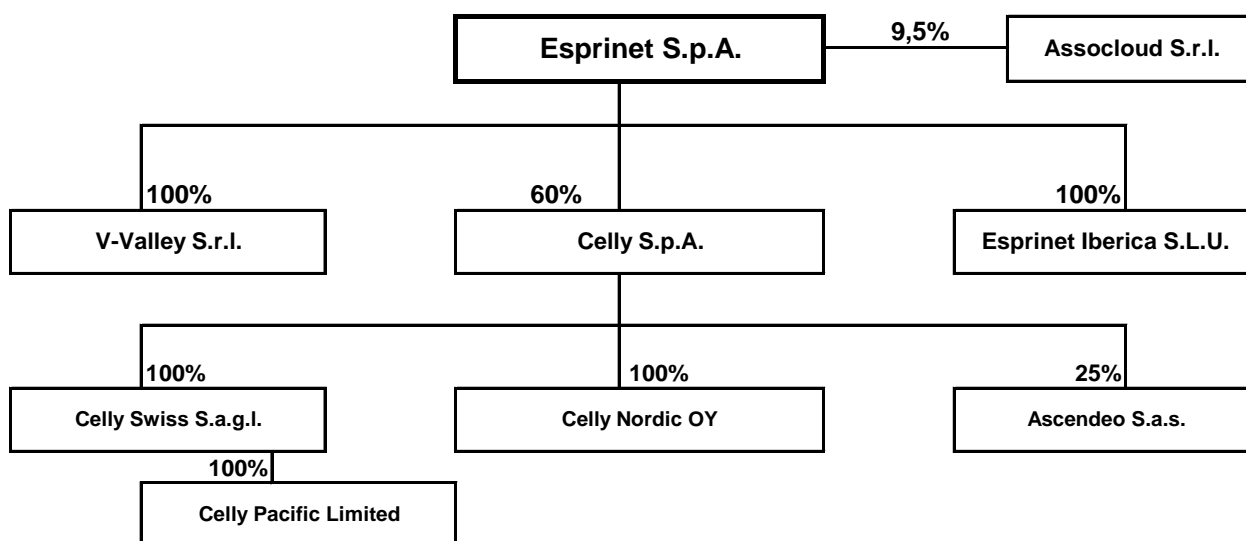 Esprinet S.p.A.
9,5%
Assocloud S.r.l.
100%
60%
100%
V-Valley S.r.l.
Celly S.p.A.
Esprinet Iberica S.L.U.
100%
100%
25%
Celly Swiss S.a.g.l.
Celly Nordic OY
Ascendeo S.a.s.
100%
Celly Pacific Limited